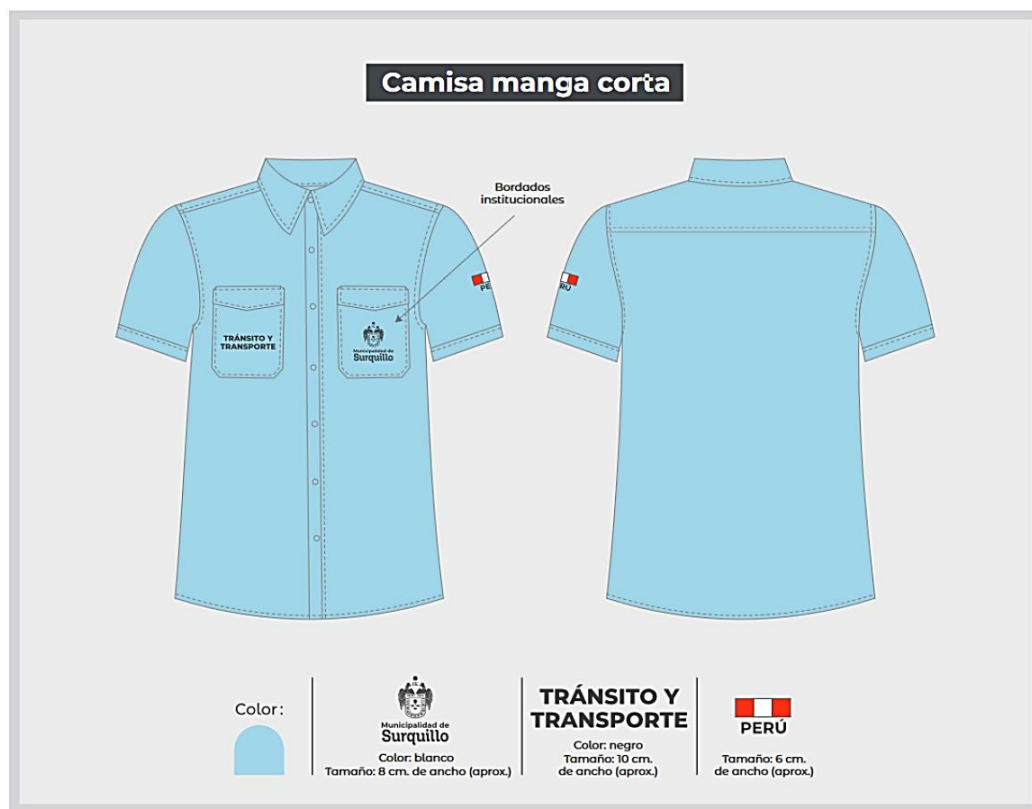 Camisa manga corta
Bordados
institucionales
PE
RÚ
TRÁNSITO Y
TRANSPORTE
Municipalidad de
Surquillo
Color:
Municipalidad de
Surquillo
Color: blanco
Tamaño: 8 cm. de ancho (aprox.)
TRÁNSITO Y
TRANSPORTE
Color: negro
Tamaño: 10 cm.
de ancho (aprox.)
PERÚ
Tamaño: 6 cm.
de ancho (aprox.)